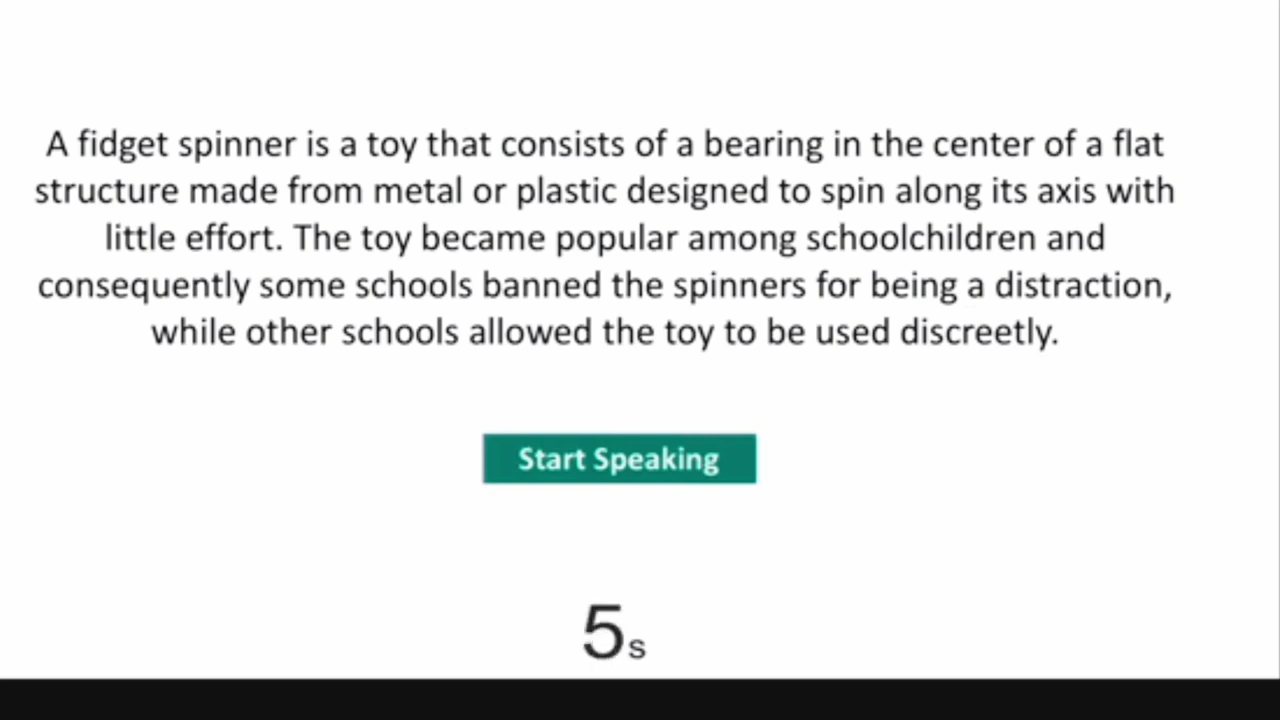 A fidget spinner is a toy that consists of a bearing in the center of a flat
structure made from metal or plastic designed to spin along its axis with
little effort. The toy became popular among schoolchildren and
consequently some schools banned the spinners for being a distraction,
while other schools allowed the toy to be used discreetly.
Start Speaking
5s